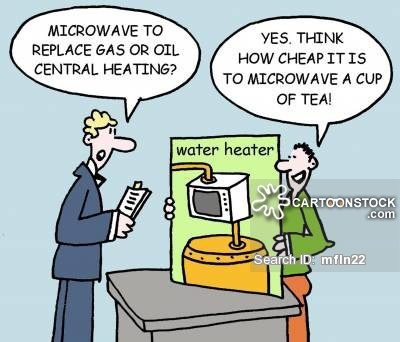 MICROWAVE TO
REPLACE GAS OR OIL
CENTRAL HEATING?
YES. THINK
HOW CHEAP IT IS
TO MICROWAVE A CUP
OF TEA!
water heater
CARTOONSTOCK
.com
Search ID: mfln22